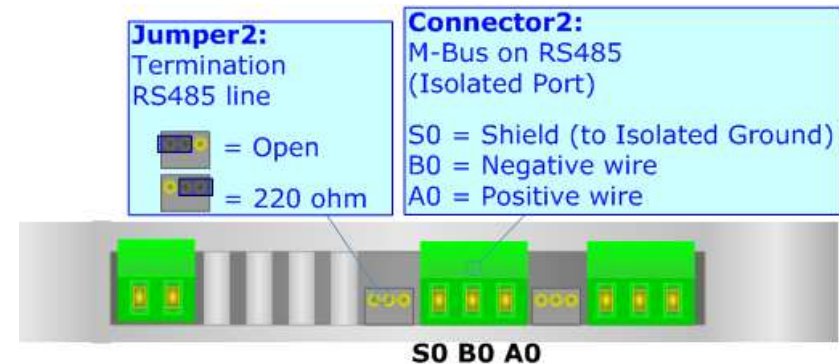 Jumper2:
Termination
RS485 line
= Open
= 220 ohm
Connector2:
M-Bus on RS485
(Isolated Port)
S0 = Shield (to Isolated Ground)
B0 = Negative wire
A0 = Positive wire
S0 B0 A0